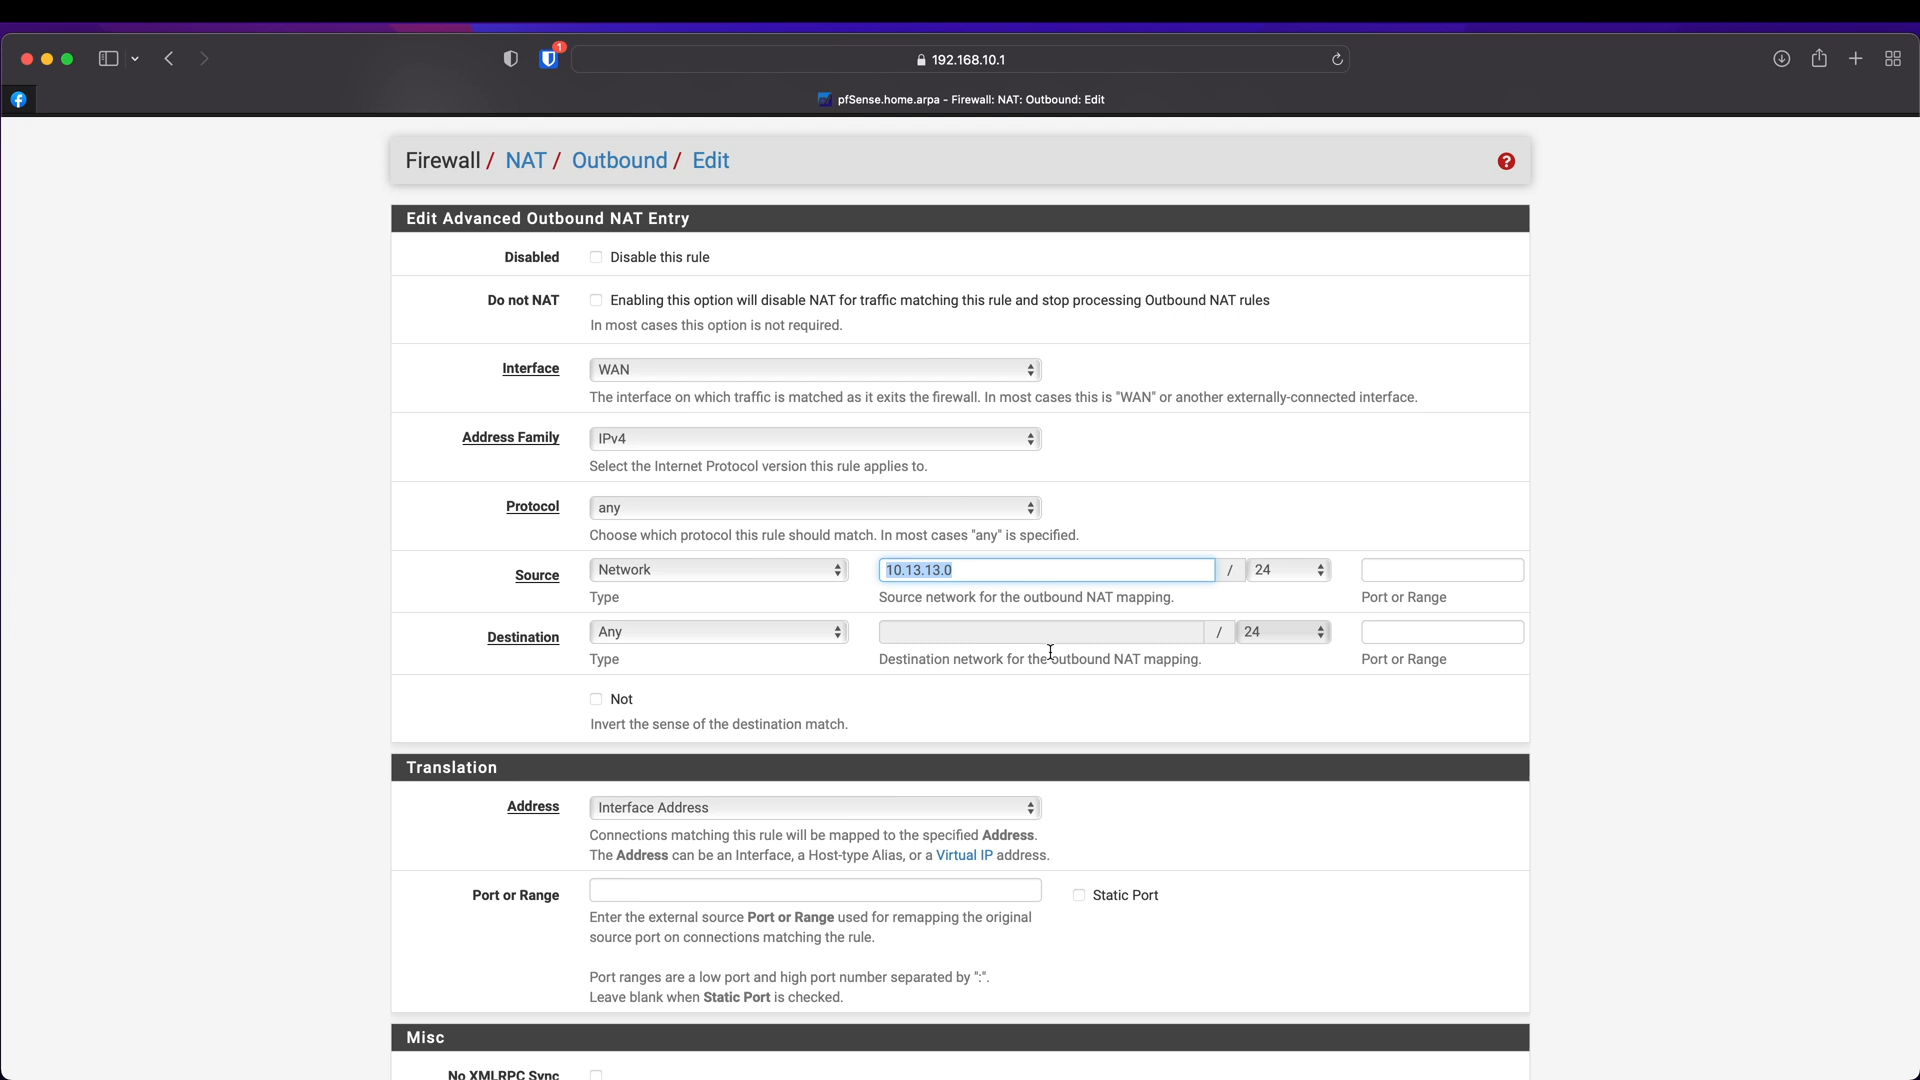 1
192.168.10.1
pfSense.home.arpa - Firewall: NAT: Outbound: Edit
Firewall / NAT / Outbound / Edit
Edit Advanced Outbound NAT Entry
Disabled Disable this rule
Do not NAT Enabling this option will disable NAT for traffic matching this rule and stop processing Outbound NAT rules
In most cases this option is not required.
Interface WAN
The interface on which traffic is matched as it exits the firewall. In most cases this is "WAN" or another externally-connected interface.
Address Family IPv4
Select the Internet Protocol version this rule applies to.
Protocol any
Choose which protocol this rule should match. In most cases "any" is specified.
Source Network 10.13.13.0 / 24
Type Source network for the outbound NAT mapping. Port or Range
Destination Any / 24
Type Destination network for the outbound NAT mapping. Port or Range
Not
Invert the sense of the destination match.
Translation
Address Interface Address
Connections matching this rule will be mapped to the specified Address.
The Address can be an Interface, a Host-type Alias, or a Virtual IP address.
Port or Range Static Port
Enter the external source Port or Range used for remapping the original
source port on connections matching the rule.
Port ranges are a low port and high port number separated by ":".
Leave blank when Static Port is checked.
Misc
No XMLRPC Sync